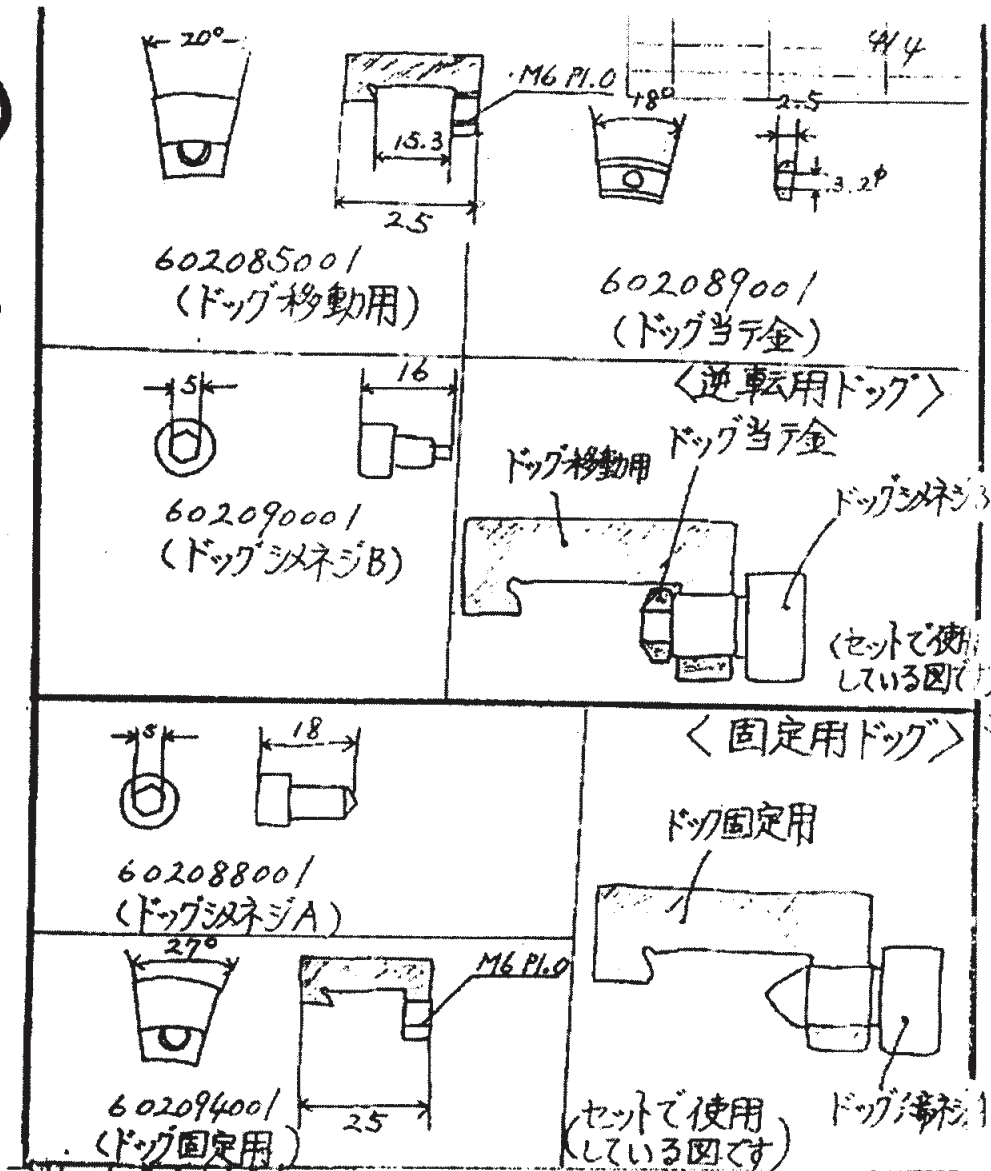 20°
M6 P1.0
15.3
25
602085001
(ドッグ移動用)
4/4
18°
2.5
3.2φ
602089001
(ドッグ当テ金)
5
16
602090001
(ドッグシメネジB)
<逆転用ドッグ>
ドッグ当テ金
ドッグ移動用
ドッグシメネジB
(セットで使用
している図です
5
18
602088001
(ドッグシメネジA)
27°
M6 P1.0
25
602094001
(ドッグ固定用)
<固定用ドッグ>
ドック固定用
ドッグ締ネジA
(セットで使用
している図です)